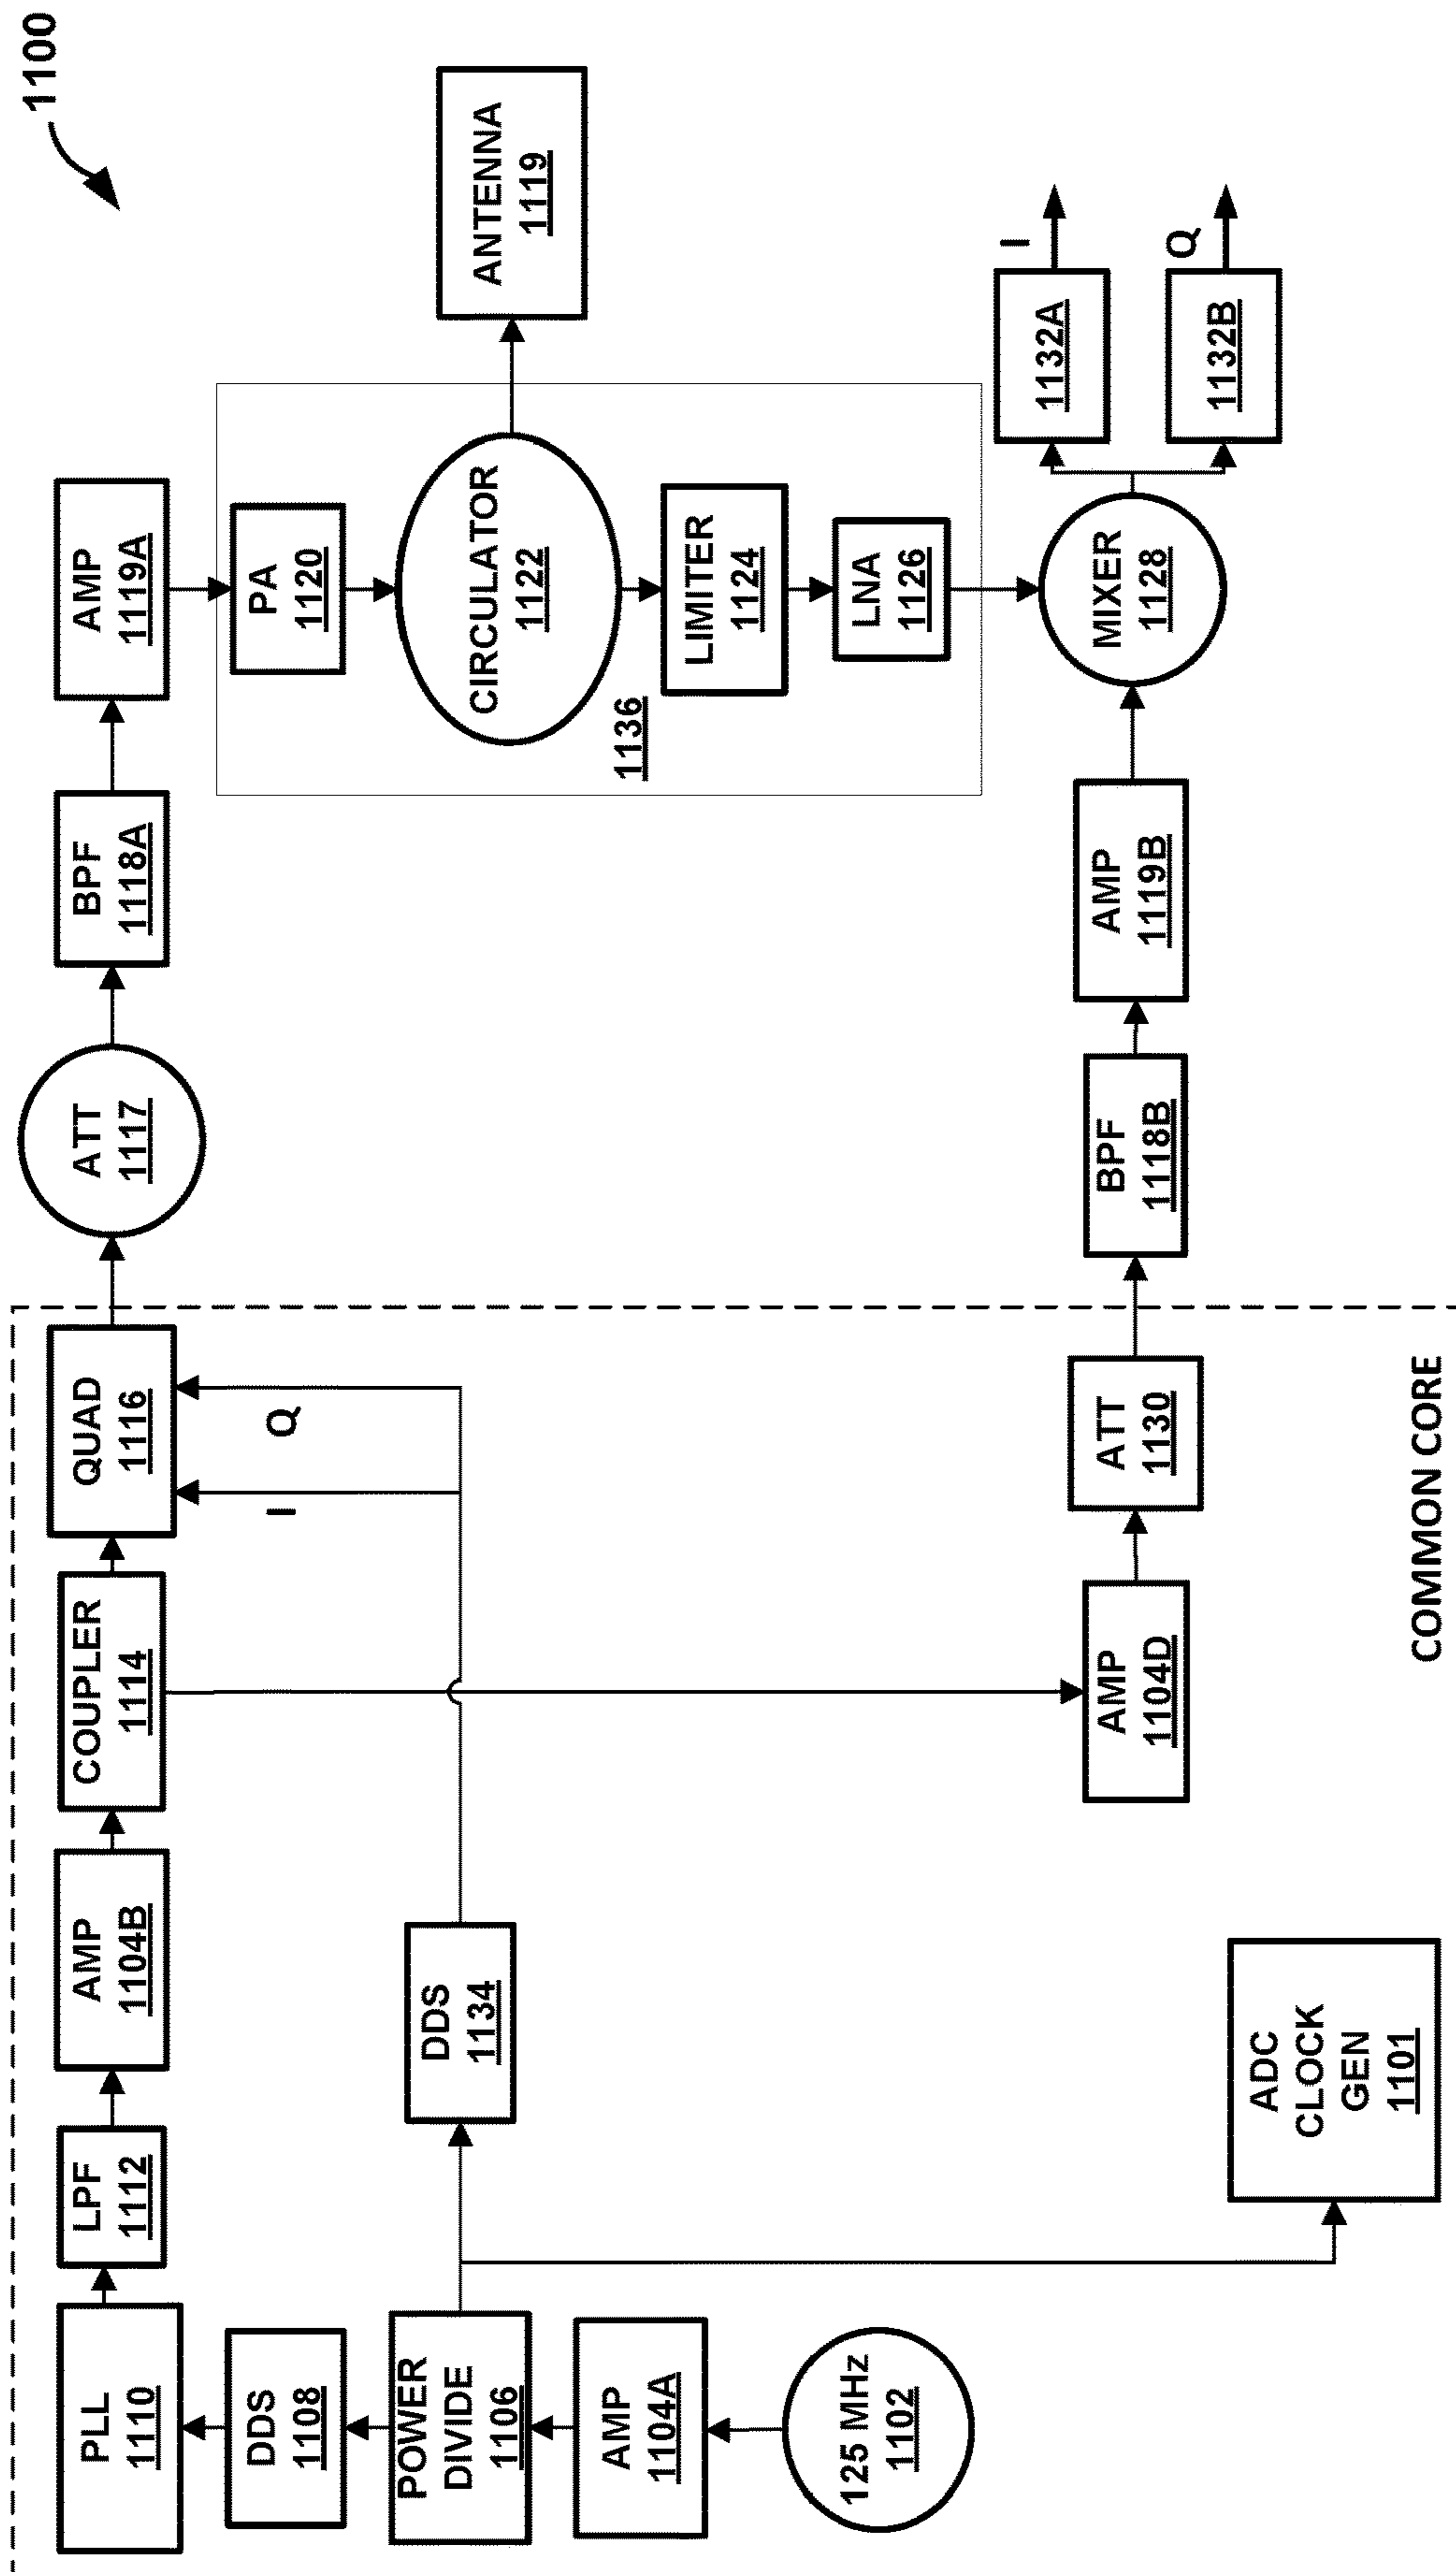 1100
PLL
1110
LPF
1112
AMP
1104B
COUPLER
1114
QUAD
1116
ATT
1117
BPF
1118A
AMP
1119A
DDS
1108
I
Q
PA
1120
POWER
DIVIDE
1106
DDS
1134
CIRCULATOR
1122
ANTENNA
1119
1136
AMP
1104A
LIMITER
1124
125 MHz
1102
LNA
1126
AMP
1104D
ATT
1130
BPF
1118B
AMP
1119B
MIXER
1128
1132A
I
1132B
Q
ADC
CLOCK
GEN
1101
COMMON CORE